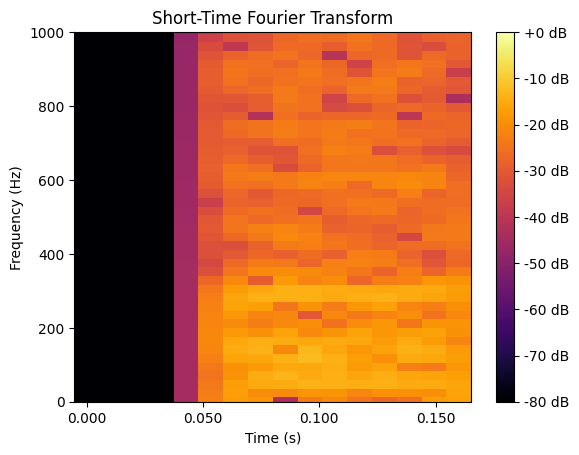 Short-Time Fourier Transform
1000
800
600
400
200
0
Frequency (Hz)
0.000
0.050
0.100
0.150
Time (s)
+0 dB
-10 dB
-20 dB
-30 dB
-40 dB
-50 dB
-60 dB
-70 dB
-80 dB